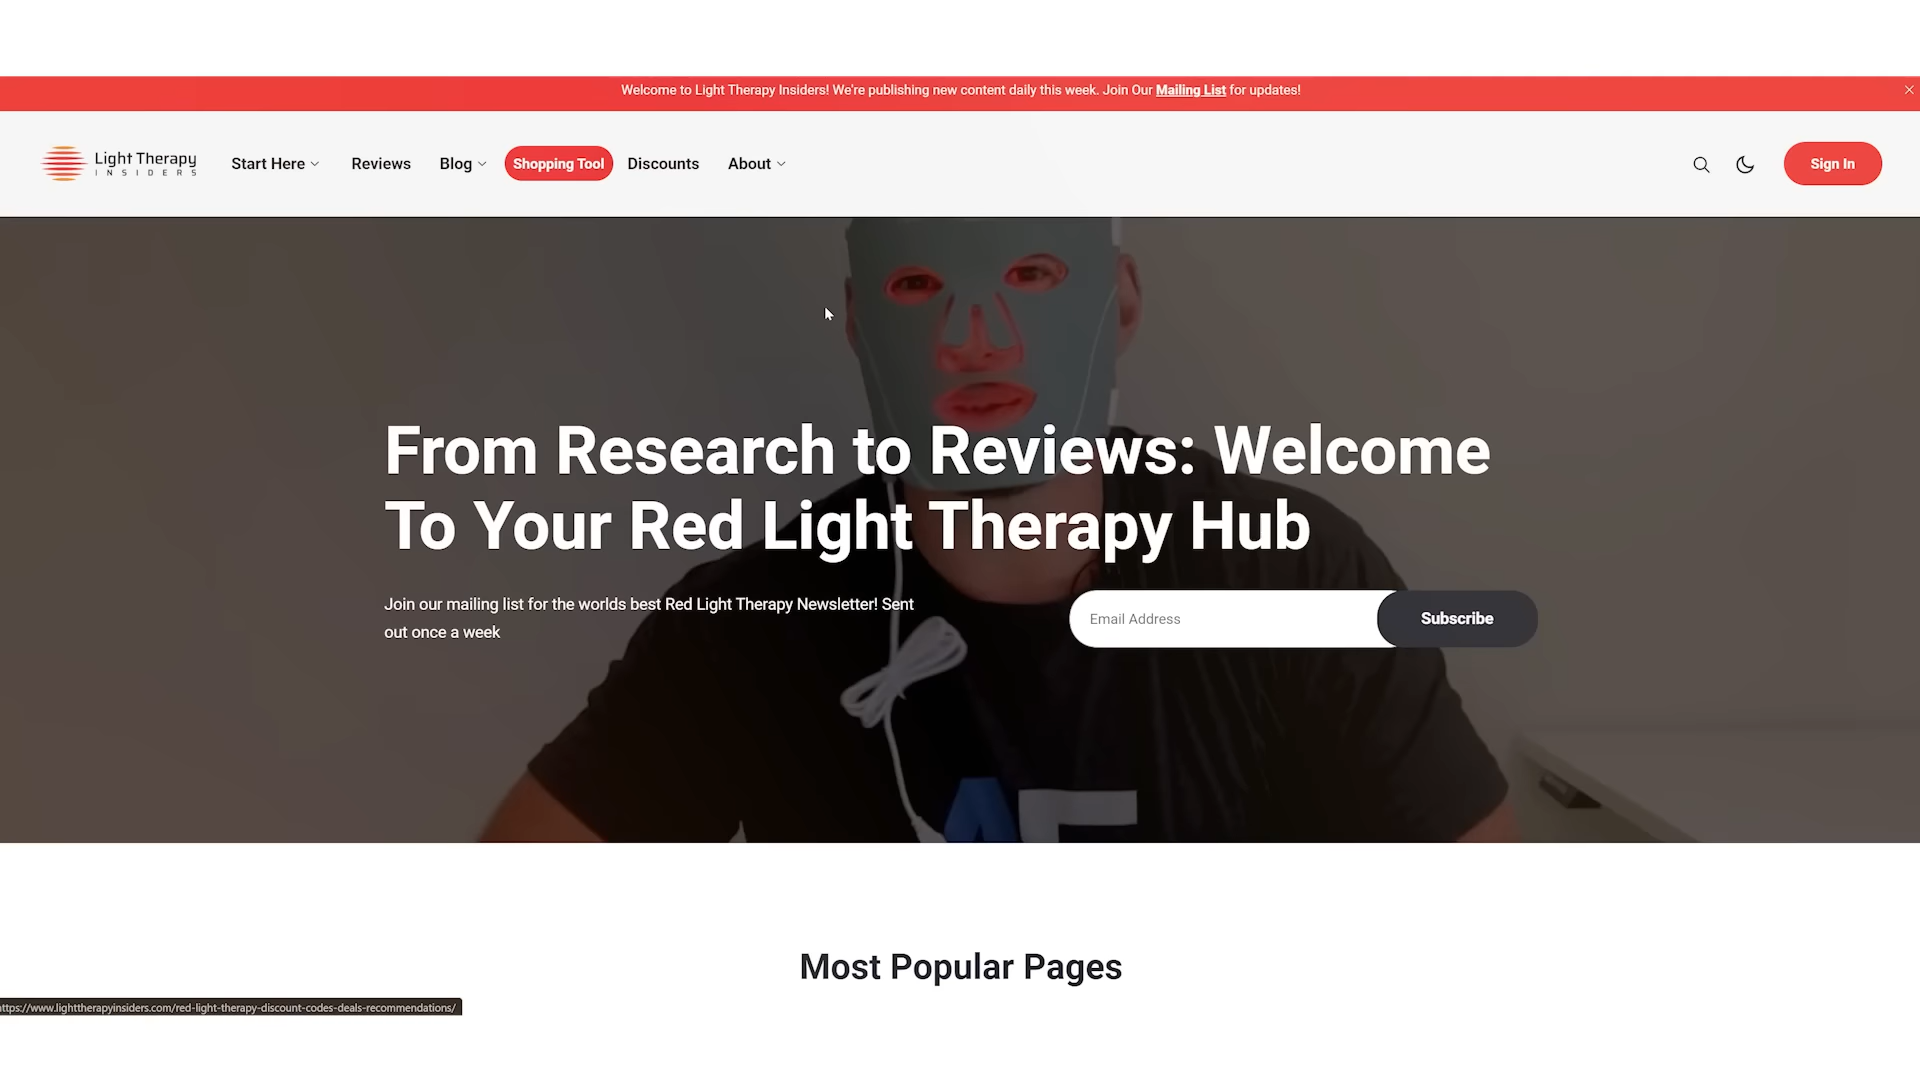 Welcome to Light Therapy Insiders! We're publishing new content daily this week. Join Our Mailing List for updates!
Light Therapy
INSIDERS
Start Here
Reviews
Blog
Shopping Tool
Discounts
About
Sign In
From Research to Reviews: Welcome
To Your Red Light Therapy Hub
Join our mailing list for the worlds best Red Light Therapy Newsletter! Sent
out once a week
Email Address
Subscribe
Most Popular Pages
ttps://www.lighttherapyinsiders.com/red-light-therapy-discount-codes-deals-recommendations/